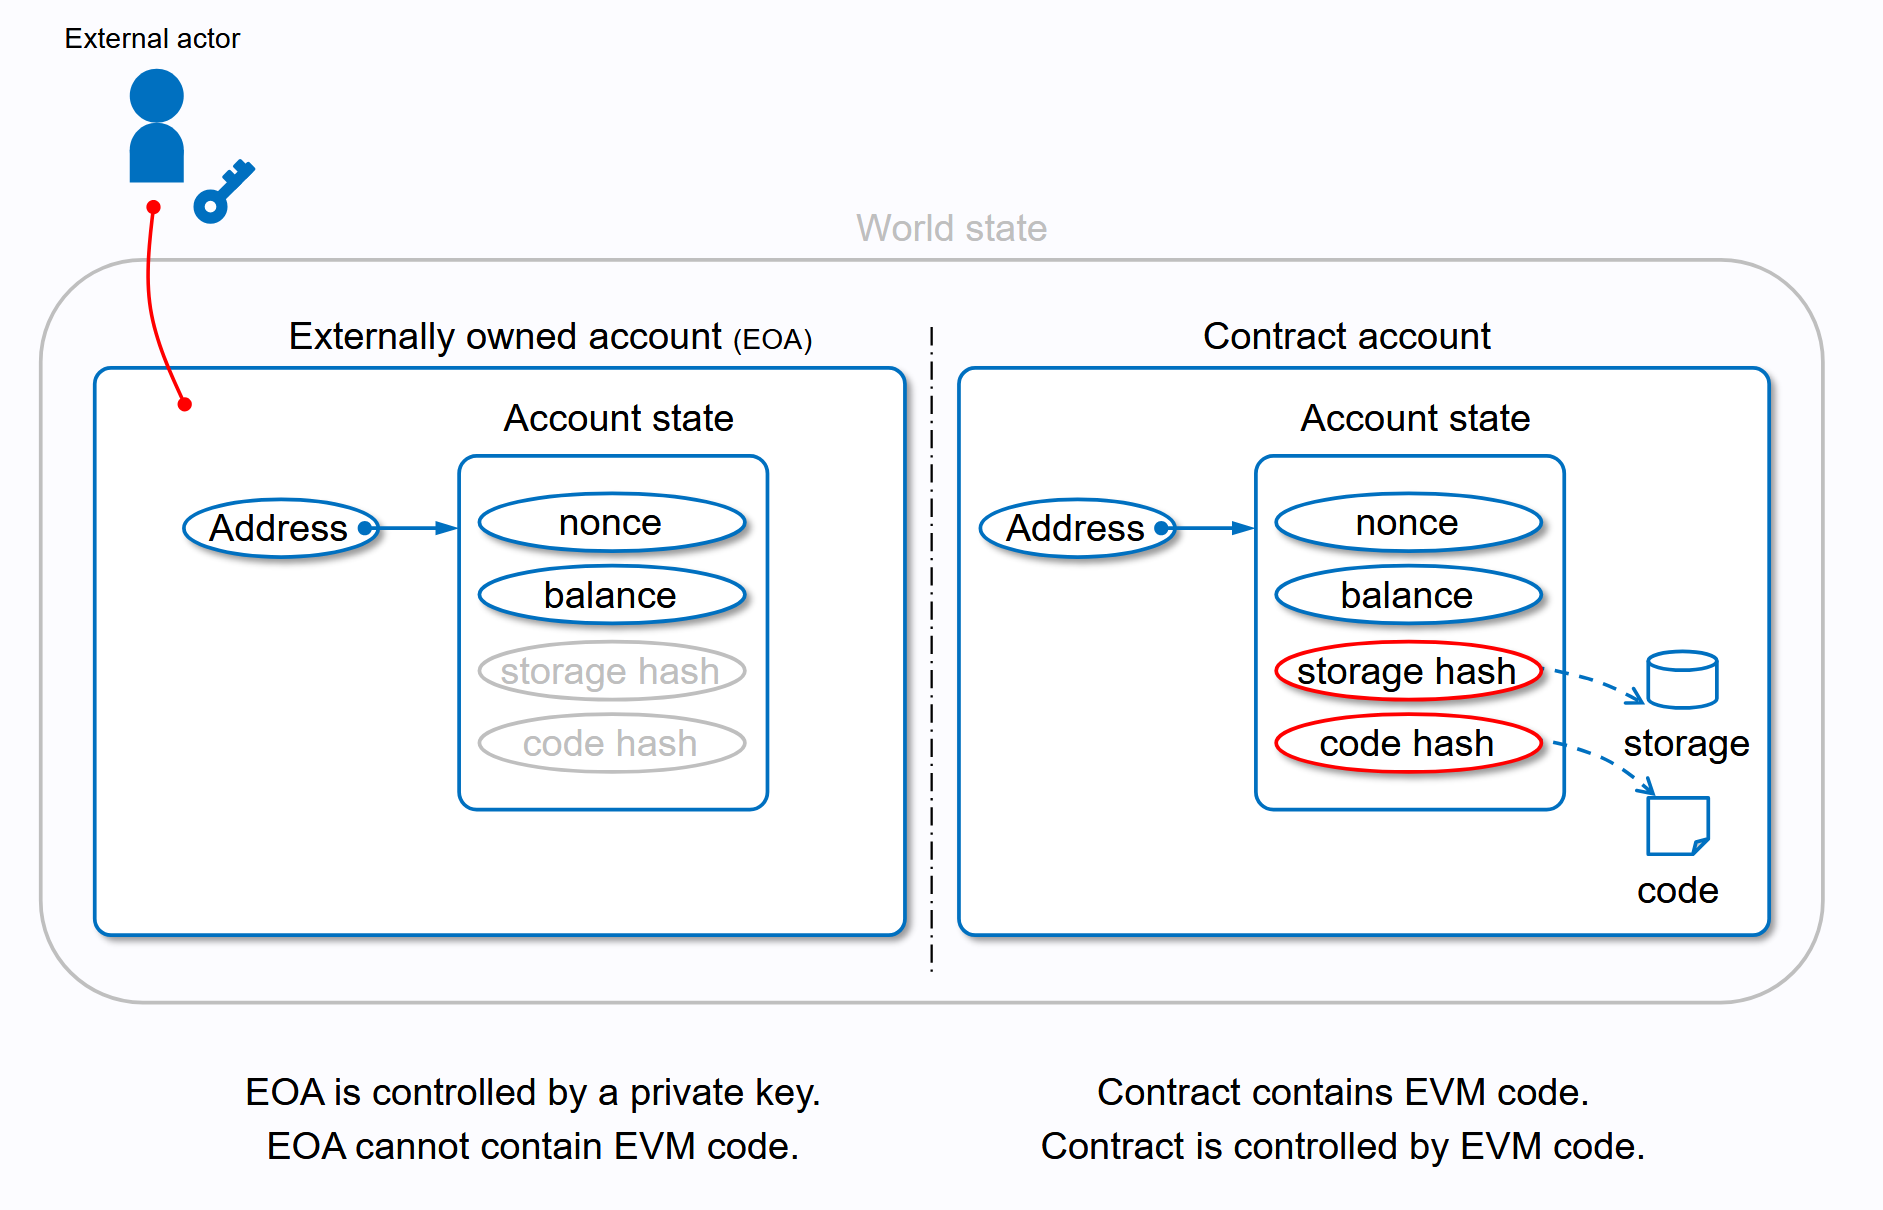 External actor
World state
Externally owned account (EOA)
Account state
Address
nonce
balance
storage hash
code hash
Contract account
Account state
Address
nonce
balance
storage hash
code hash
storage
code
EOA is controlled by a private key.
EOA cannot contain EVM code.
Contract contains EVM code.
Contract is controlled by EVM code.